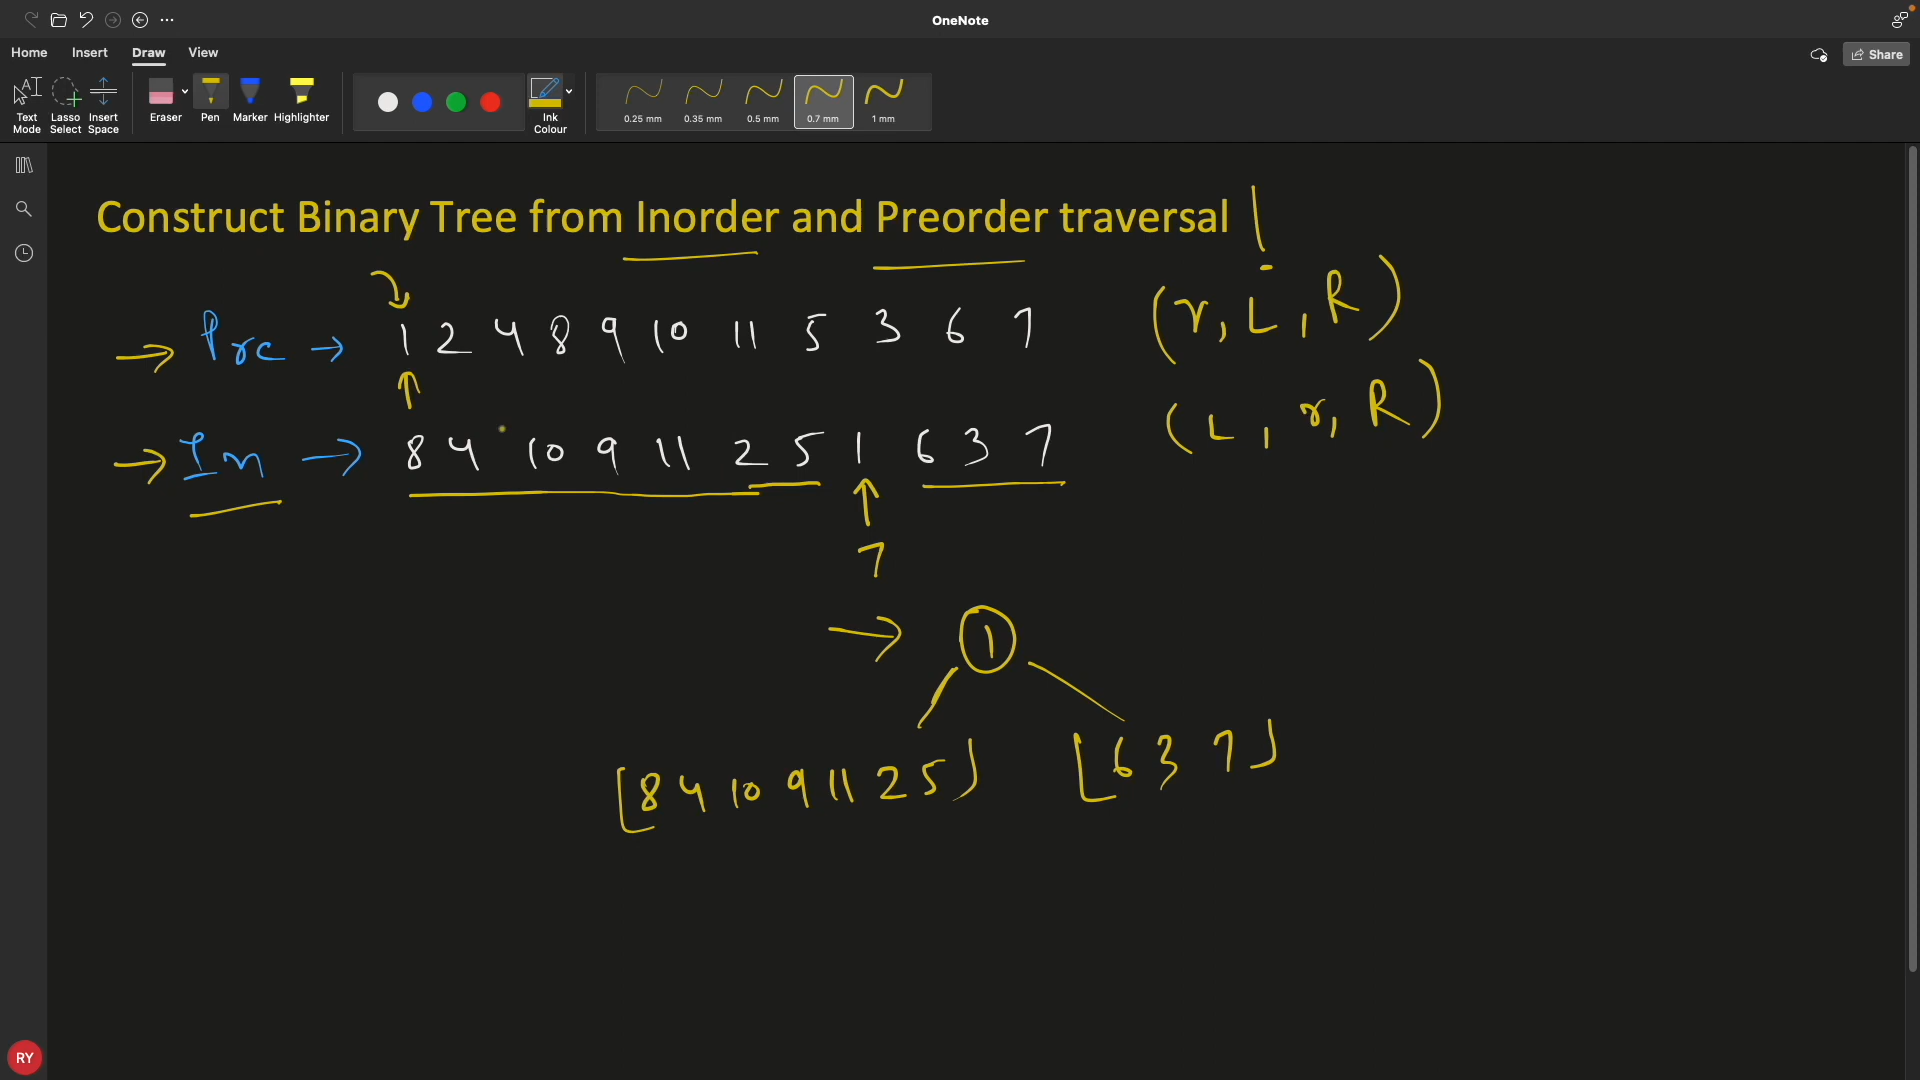 OneNote
Home Insert Draw View
Share
Text Mode
Lasso Select
Insert Space
Eraser
Pen
Marker
Highlighter
Ink Colour
0.25 mm
0.35 mm
0.5 mm
0.7 mm
1 mm
Construct Binary Tree from Inorder and Preorder traversal
→ Pre → 1 2 4 8 9 10 11 5 3 6 7
(r, L, R)
→ In → 8 4 10 9 11 2 5 1 6 3 7
(L, r, R)
7
→ 1
[8 4 10 9 11 2 5]
[6 3 7]
RY